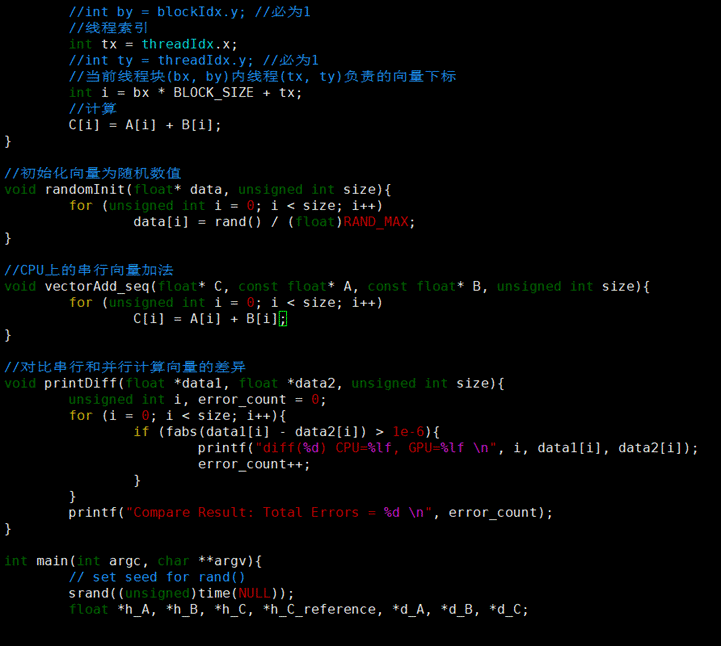 //int by = blockIdx.y; //必为1
//线程索引
int tx = threadIdx.x;
//int ty = threadIdx.y; //必为1
//当前线程块(bx, by)内线程(tx, ty)负责的向量下标
int i = bx * BLOCK_SIZE + tx;
//计算
C[i] = A[i] + B[i];
}
//初始化向量为随机数值
void randomInit(float* data, unsigned int size){
for (unsigned int i = 0; i < size; i++)
data[i] = rand() / (float)RAND_MAX;
}
//CPU上的串行向量加法
void vectorAdd_seq(float* C, const float* A, const float* B, unsigned int size){
for (unsigned int i = 0; i < size; i++)
C[i] = A[i] + B[i];
}
//对比串行和并行计算向量的差异
void printDiff(float *data1, float *data2, unsigned int size){
unsigned int i, error_count = 0;
for (i = 0; i < size; i++){
if (fabs(data1[i] - data2[i]) > 1e-6){
printf("diff(%d) CPU=%lf, GPU=%lf \n", i, data1[i], data2[i]);
error_count++;
}
}
printf("Compare Result: Total Errors = %d \n", error_count);
}
int main(int argc, char **argv){
// set seed for rand()
srand((unsigned)time(NULL));
float *h_A, *h_B, *h_C, *h_C_reference, *d_A, *d_B, *d_C;